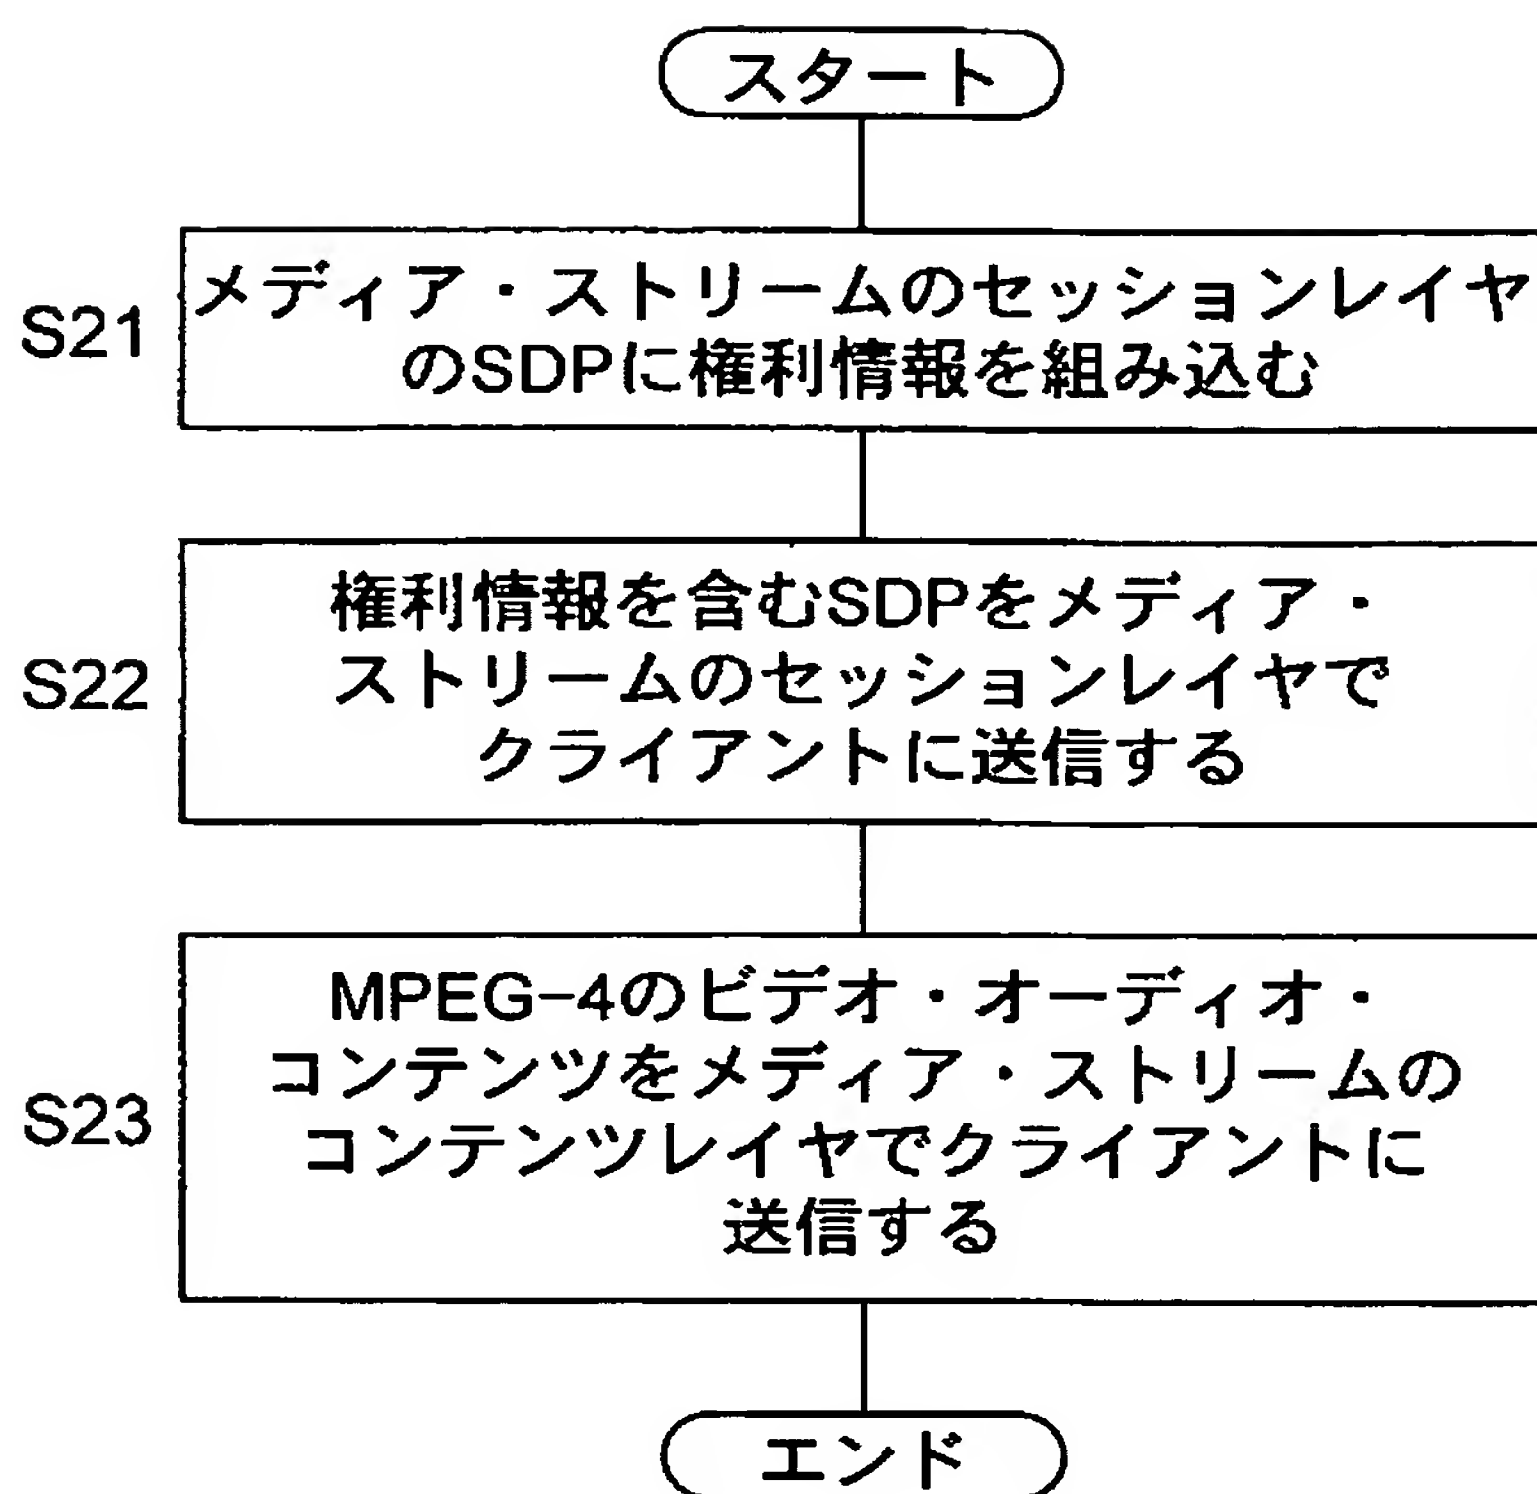 スタート
S21
メディア・ストリームのセッションレイヤ
のSDPに権利情報を組み込む
S22
権利情報を含むSDPをメディア・
ストリームのセッションレイヤで
クライアントに送信する
S23
MPEG-4のビデオ・オーディオ・
コンテンツをメディア・ストリームの
コンテンツレイヤでクライアントに
送信する
エンド